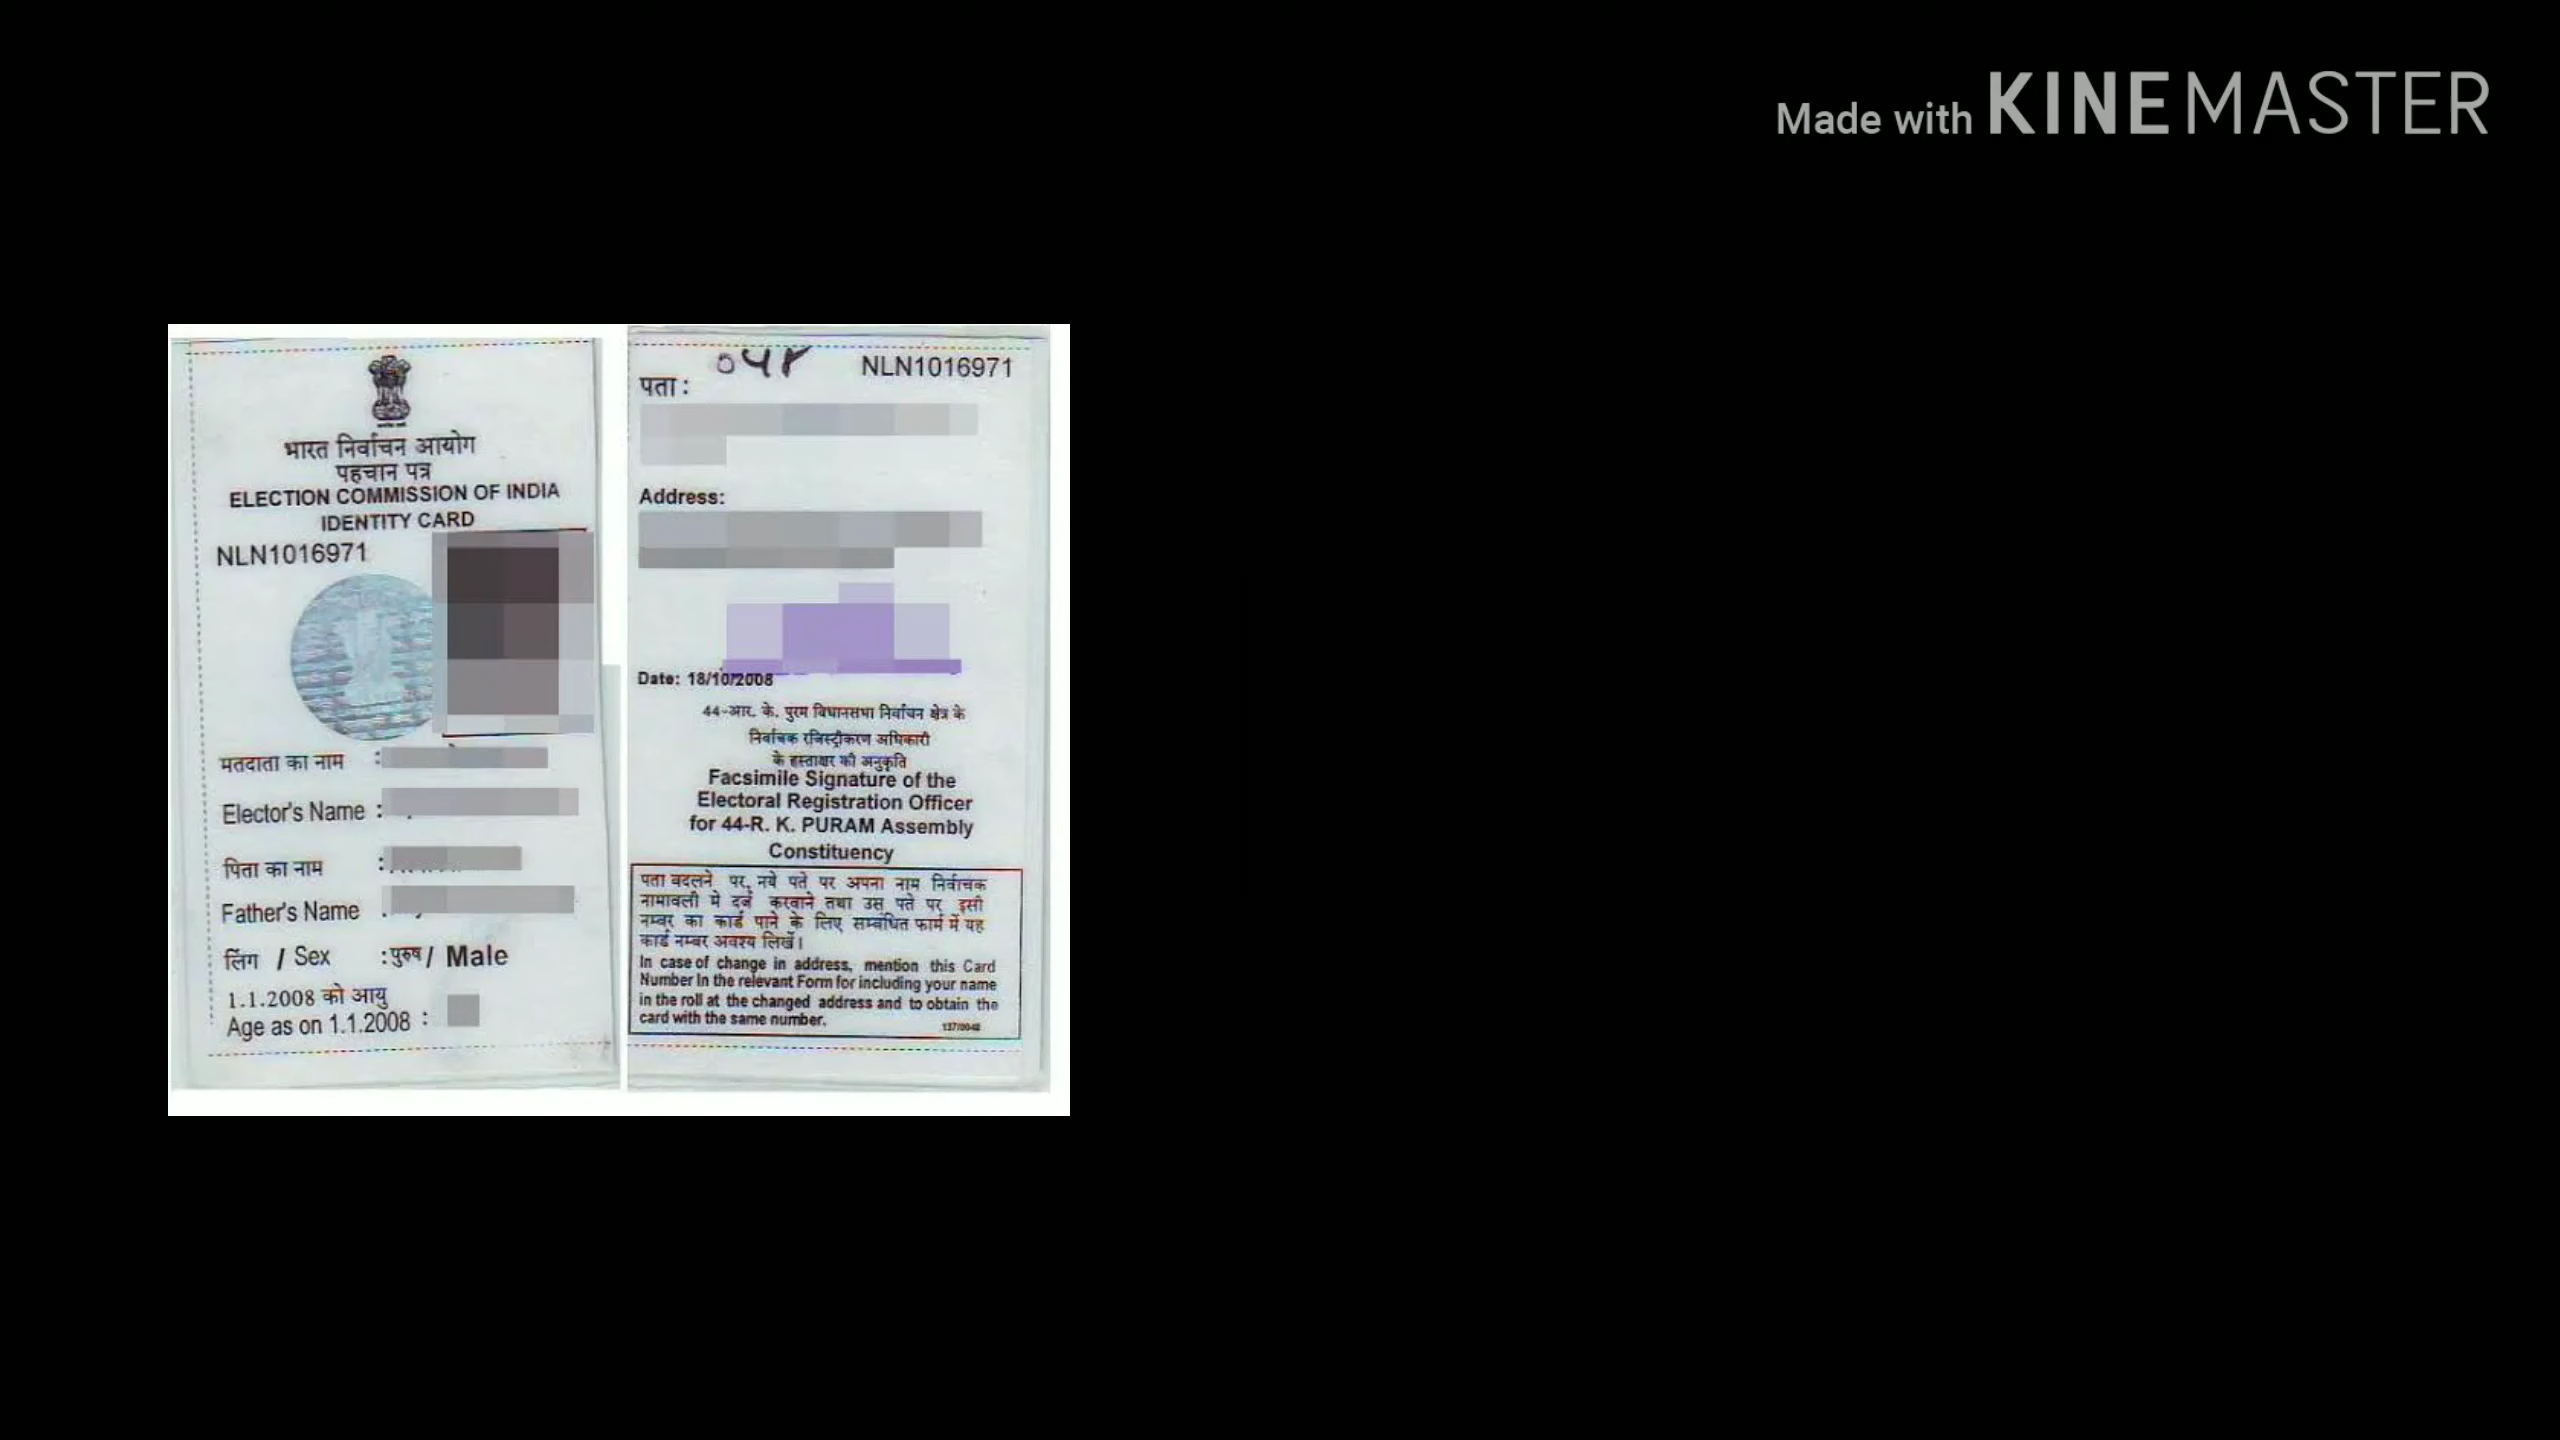 Made with KINEMASTER
भारत निर्वाचन आयोग
पहचान पत्र
ELECTION COMMISSION OF INDIA
IDENTITY CARD
NLN1016971
मतदाता का नाम :
Elector's Name :
पिता का नाम :
Father's Name :
लिंग / Sex : पुरुष / Male
1.1.2008 को आयु
Age as on 1.1.2008 :
NLN1016971
पता :
Address:
Date: 18/10/2008
44-आर. के. पुरम विधानसभा निर्वाचन क्षेत्र के
निर्वाचक रजिस्ट्रीकरण अधिकारी
के हस्ताक्षर की अनुकृति
Facsimile Signature of the
Electoral Registration Officer
for 44-R. K. PURAM Assembly
Constituency
पता बदलने पर, नये पते पर अपना नाम निर्वाचक
नामावली में दर्ज करवाने तथा उस पते पर इसी
नम्बर का कार्ड पाने के लिए सम्बंधित फार्म में यह
कार्ड नम्बर अवश्य लिखें।
In case of change in address, mention this Card
Number in the relevant Form for including your name
in the roll at the changed address and to obtain the
card with the same number.